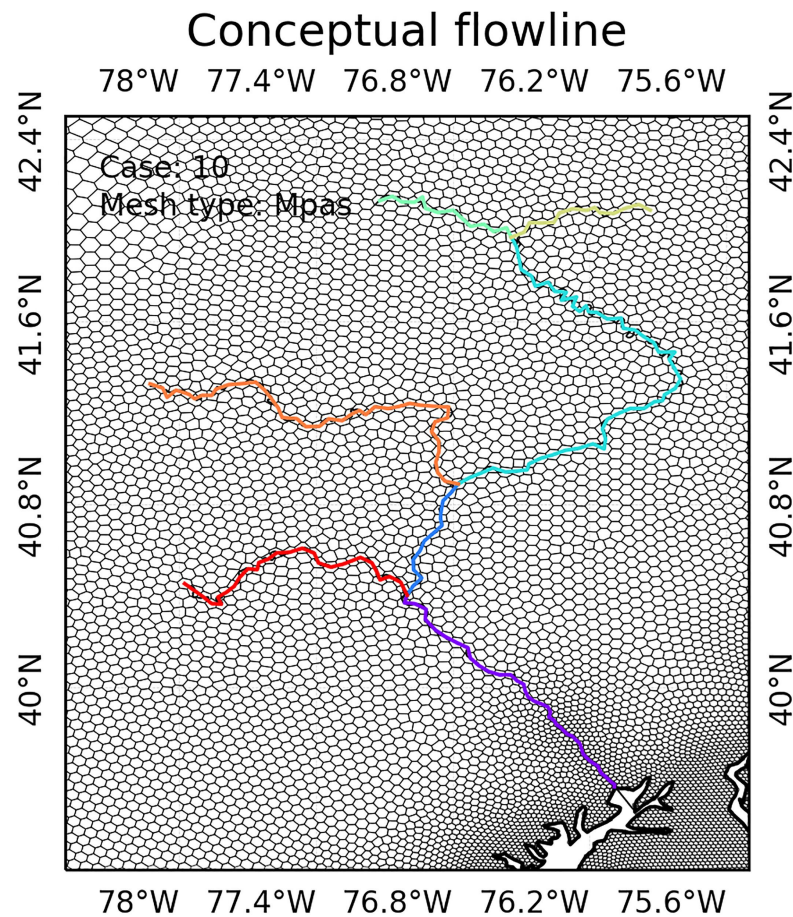 Conceptual flowline
78°W 77.4°W 76.8°W 76.2°W 75.6°W
42.4°N 42.4°N
Case: 10
Mesh type: Mpas
41.6°N 41.6°N
40.8°N 40.8°N
40°N 40°N
78°W 77.4°W 76.8°W 76.2°W 75.6°W